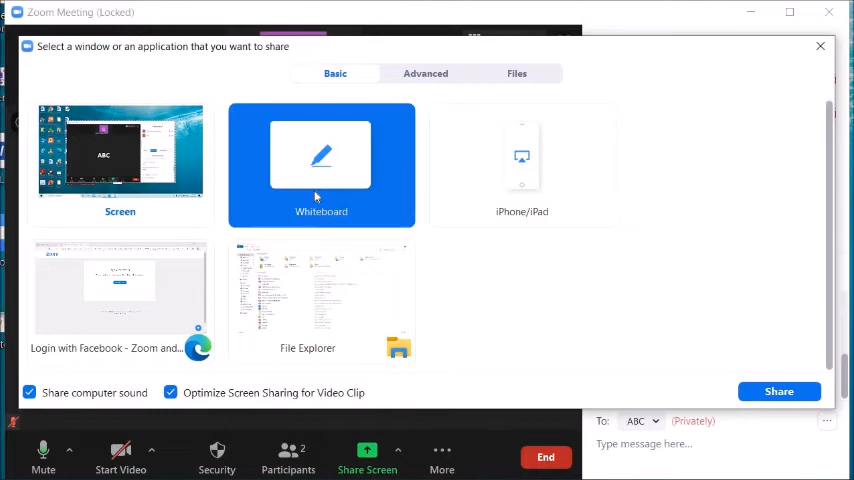 Zoom Meeting (Locked)
Select a window or an application that you want to share
Basic
Advanced
Files
ABC
Screen
Whiteboard
iPhone/iPad
zoom
Login with Facebook - Zoom and...
File Explorer
Share computer sound
Optimize Screen Sharing for Video Clip
Share
To: ABC (Privately)
Type message here...
Mute
Start Video
Security
Participants 2
Share Screen
More
End